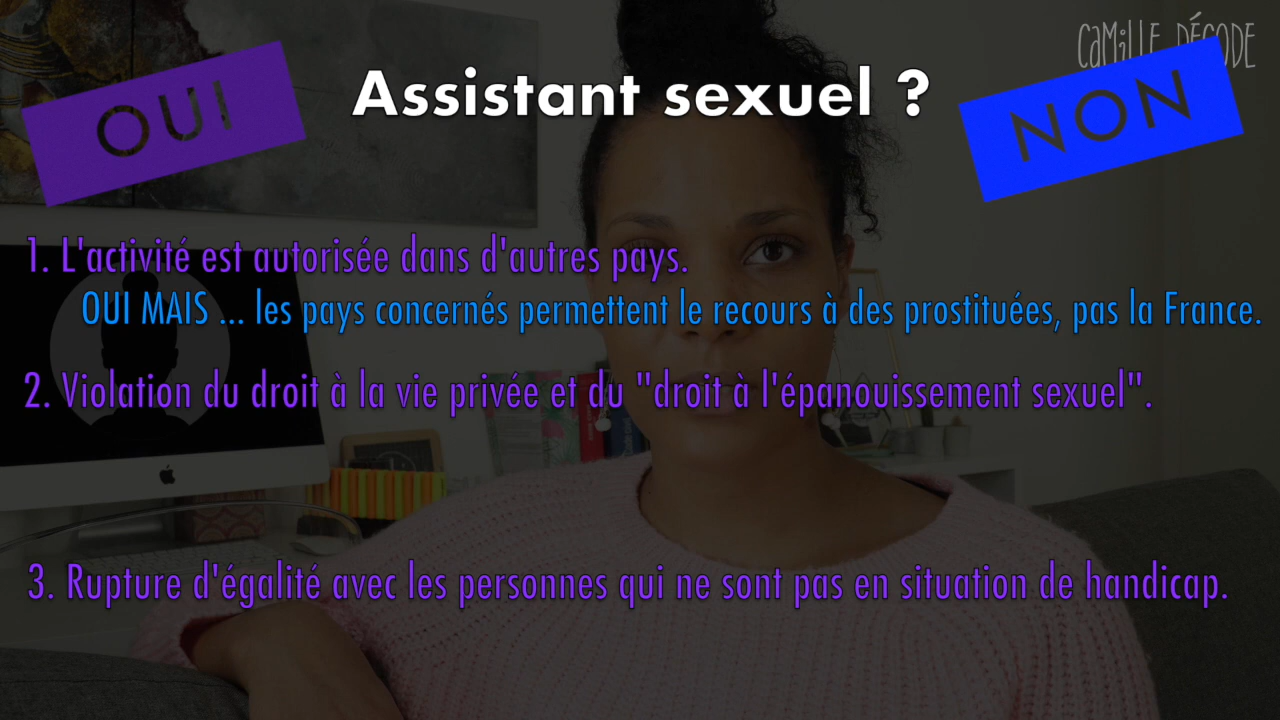 CAMILLE DÉCODE
OUI
Assistant sexuel ?
NON
1. L'activité est autorisée dans d'autres pays.
OUI MAIS ... les pays concernés permettent le recours à des prostituées, pas la France.
2. Violation du droit à la vie privée et du "droit à l'épanouissement sexuel".
3. Rupture d'égalité avec les personnes qui ne sont pas en situation de handicap.